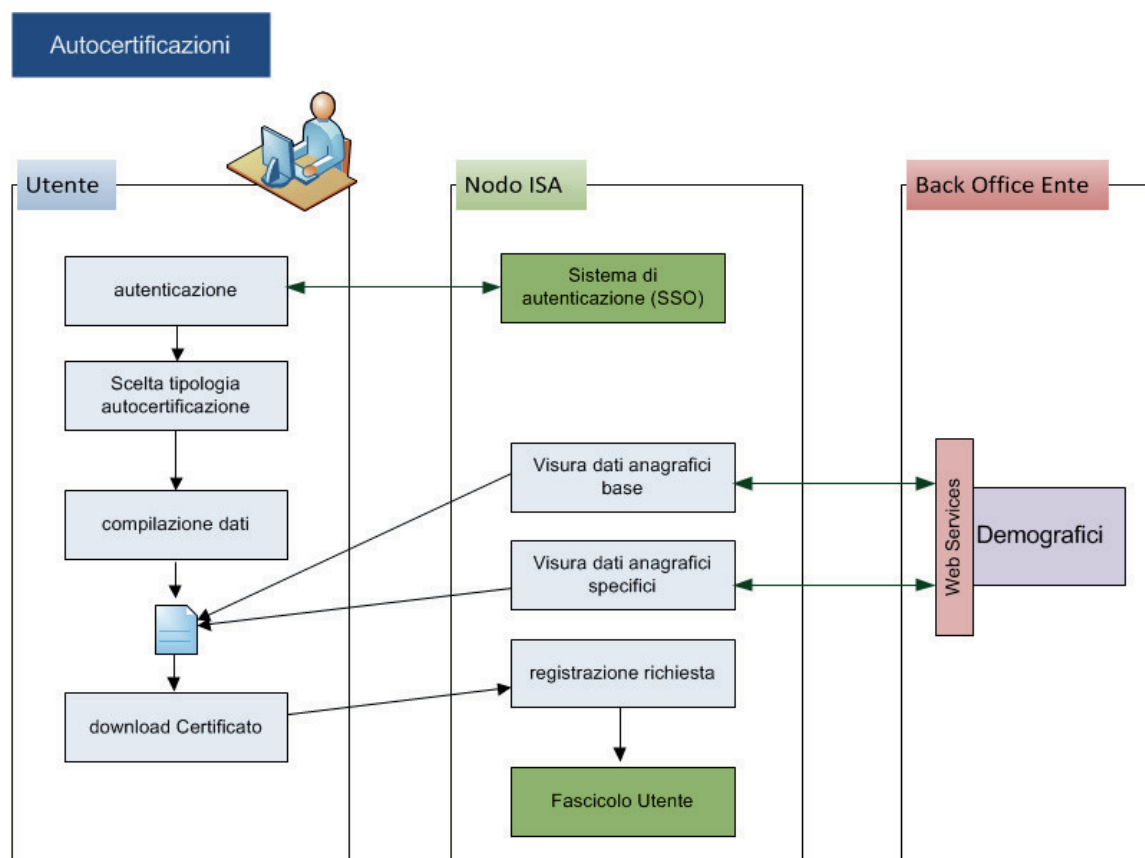 Autocertificazioni
Utente
Nodo ISA
Back Office Ente
autenticazione
Sistema di
autenticazione (SSO)
Scelta tipologia
autocertificazione
Visura dati anagrafici
base
compilazione dati
Visura dati anagrafici
specifici
Web Services
Demografici
registrazione richiesta
download Certificato
Fascicolo Utente